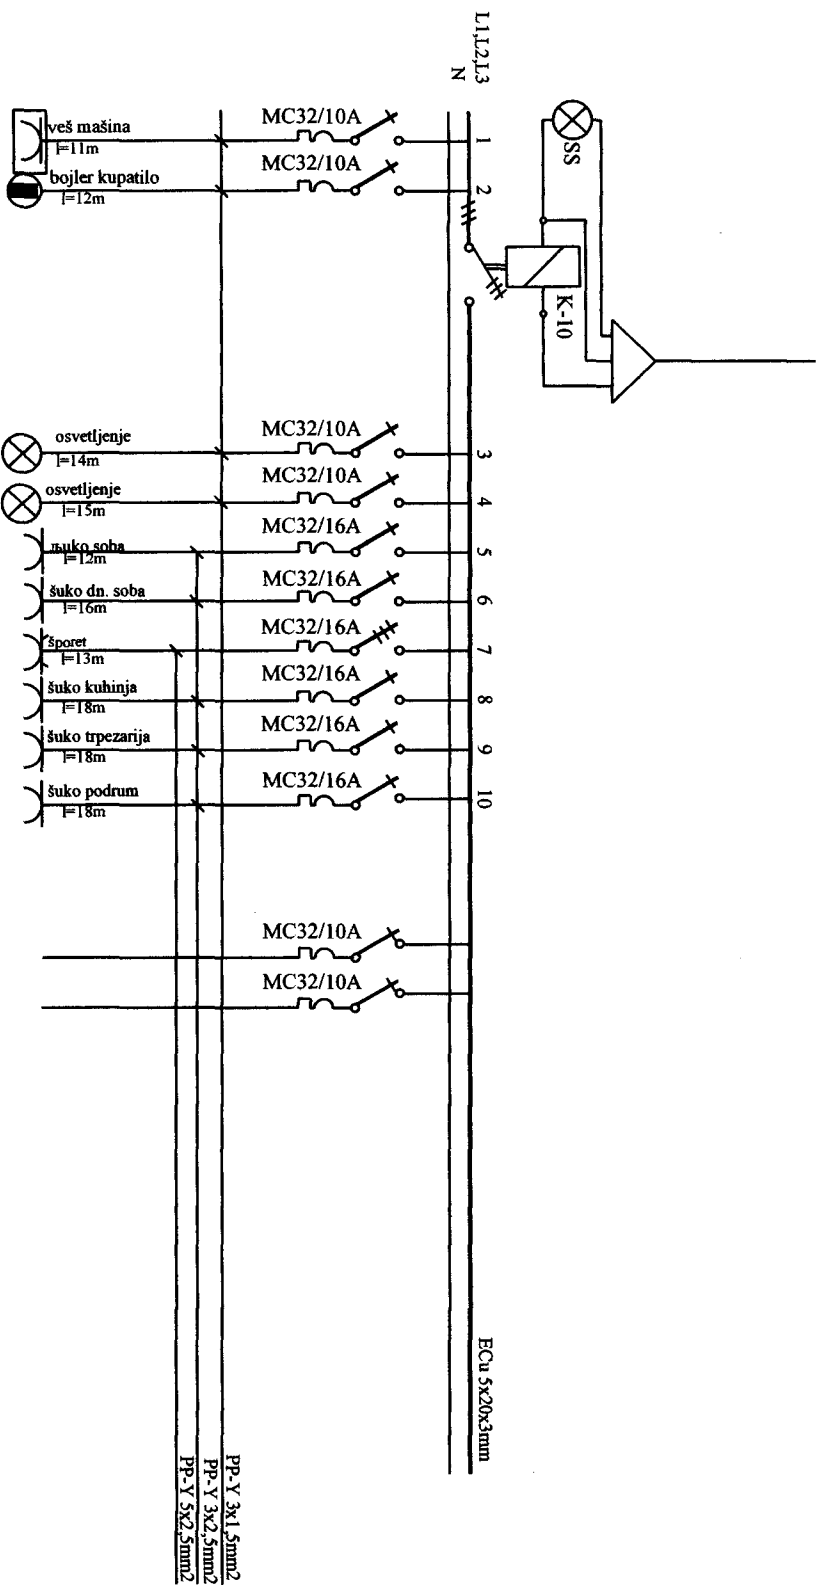 L1,L2,L3
N
SS
K-10
MC32/10A
1
veš mašina
l=11m
MC32/10A
2
bojler kupatilo
l=12m
MC32/10A
3
osvetljenje
l=14m
MC32/10A
4
osvetljenje
l=15m
MC32/16A
5
soba
l=12m
MC32/16A
6
šuko dn. soba
l=16m
MC32/16A
7
šporet
l=13m
MC32/16A
8
šuko kuhinja
l=18m
MC32/16A
9
šuko trpezarija
l=18m
MC32/16A
10
šuko podrum
l=18m
MC32/10A
MC32/10A
ECu 5x20x3mm
PP-Y 3x1,5mm2
PP-Y 3x2,5mm2
PP-Y 5x2,5mm2